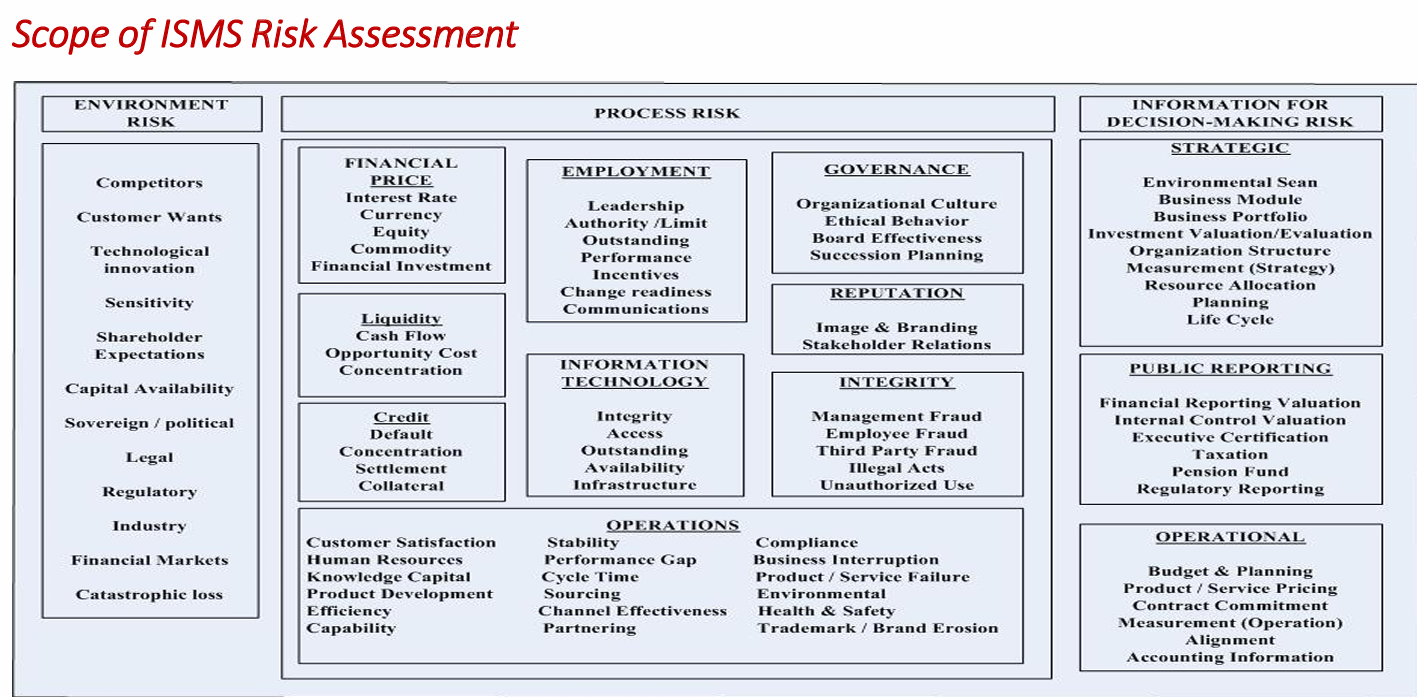 Scope of ISMS Risk Assessment
ENVIRONMENT
RISK
Competitors
Customer Wants
Technological
innovation
Sensitivity
Shareholder
Expectations
Capital Availability
Sovereign / political
Legal
Regulatory
Industry
Financial Markets
Catastrophic loss
PROCESS RISK
FINANCIAL
PRICE
Interest Rate
Currency
Equity
Commodity
Financial Investment
Liquidity
Cash Flow
Opportunity Cost
Concentration
Credit
Default
Concentration
Settlement
Collateral
EMPLOYMENT
Leadership
Authority /Limit
Outstanding
Performance
Incentives
Change readiness
Communications
INFORMATION
TECHNOLOGY
Integrity
Access
Outstanding
Availability
Infrastructure
GOVERNANCE
Organizational Culture
Ethical Behavior
Board Effectiveness
Succession Planning
REPUTATION
Image & Branding
Stakeholder Relations
INTEGRITY
Management Fraud
Employee Fraud
Third Party Fraud
Illegal Acts
Unauthorized Use
OPERATIONS
Customer Satisfaction Stability Compliance
Human Resources Performance Gap Business Interruption
Knowledge Capital Cycle Time Product / Service Failure
Product Development Sourcing Environmental
Efficiency Channel Effectiveness Health & Safety
Capability Partnering Trademark / Brand Erosion
INFORMATION FOR
DECISION-MAKING RISK
STRATEGIC
Environmental Sean
Business Module
Business Portfolio
Investment Valuation/Evaluation
Organization Structure
Measurement (Strategy)
Resource Allocation
Planning
Life Cycle
PUBLIC REPORTING
Financial Reporting Valuation
Internal Control Valuation
Executive Certification
Taxation
Pension Fund
Regulatory Reporting
OPERATIONAL
Budget & Planning
Product / Service Pricing
Contract Commitment
Measurement (Operation)
Alignment
Accounting Information